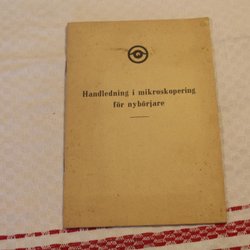 Handledning i mikroskopering
för nybörjare